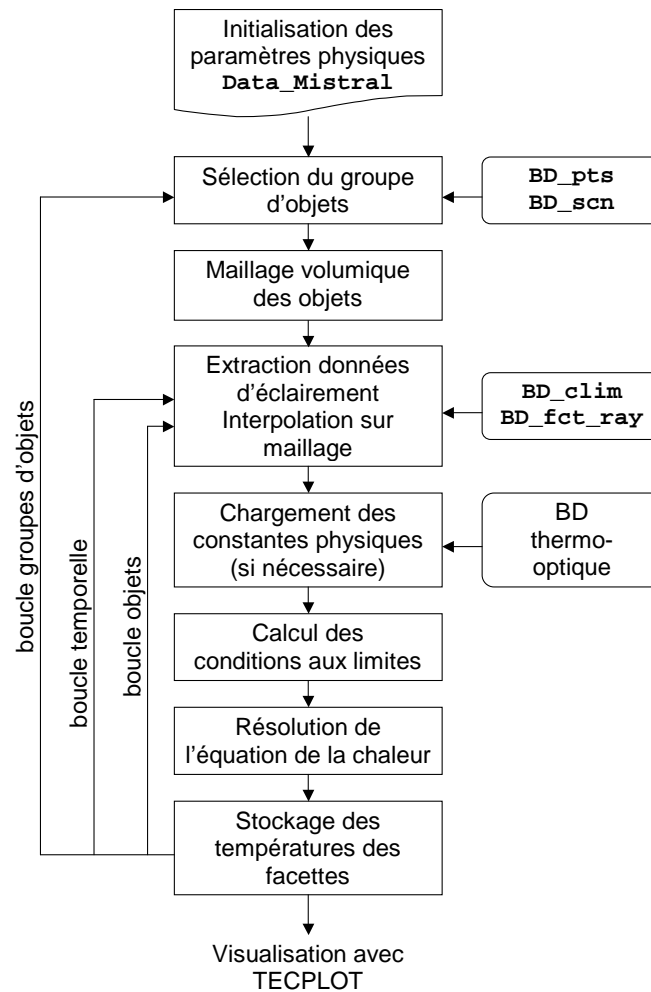 Initialisation des
paramètres physiques
Data_Mistral
Sélection du groupe
d'objets
BD_pts
BD_scn
Maillage volumique
des objets
Extraction données
d'éclairement
Interpolation sur
maillage
BD_clim
BD_fct_ray
Chargement des
constantes physiques
(si nécessaire)
BD
thermo-
optique
Calcul des
conditions aux limites
Résolution de
l'équation de la chaleur
Stockage des
températures des
facettes
Visualisation avec
TECPLOT
boucle groupes d'objets
boucle temporelle
boucle objets